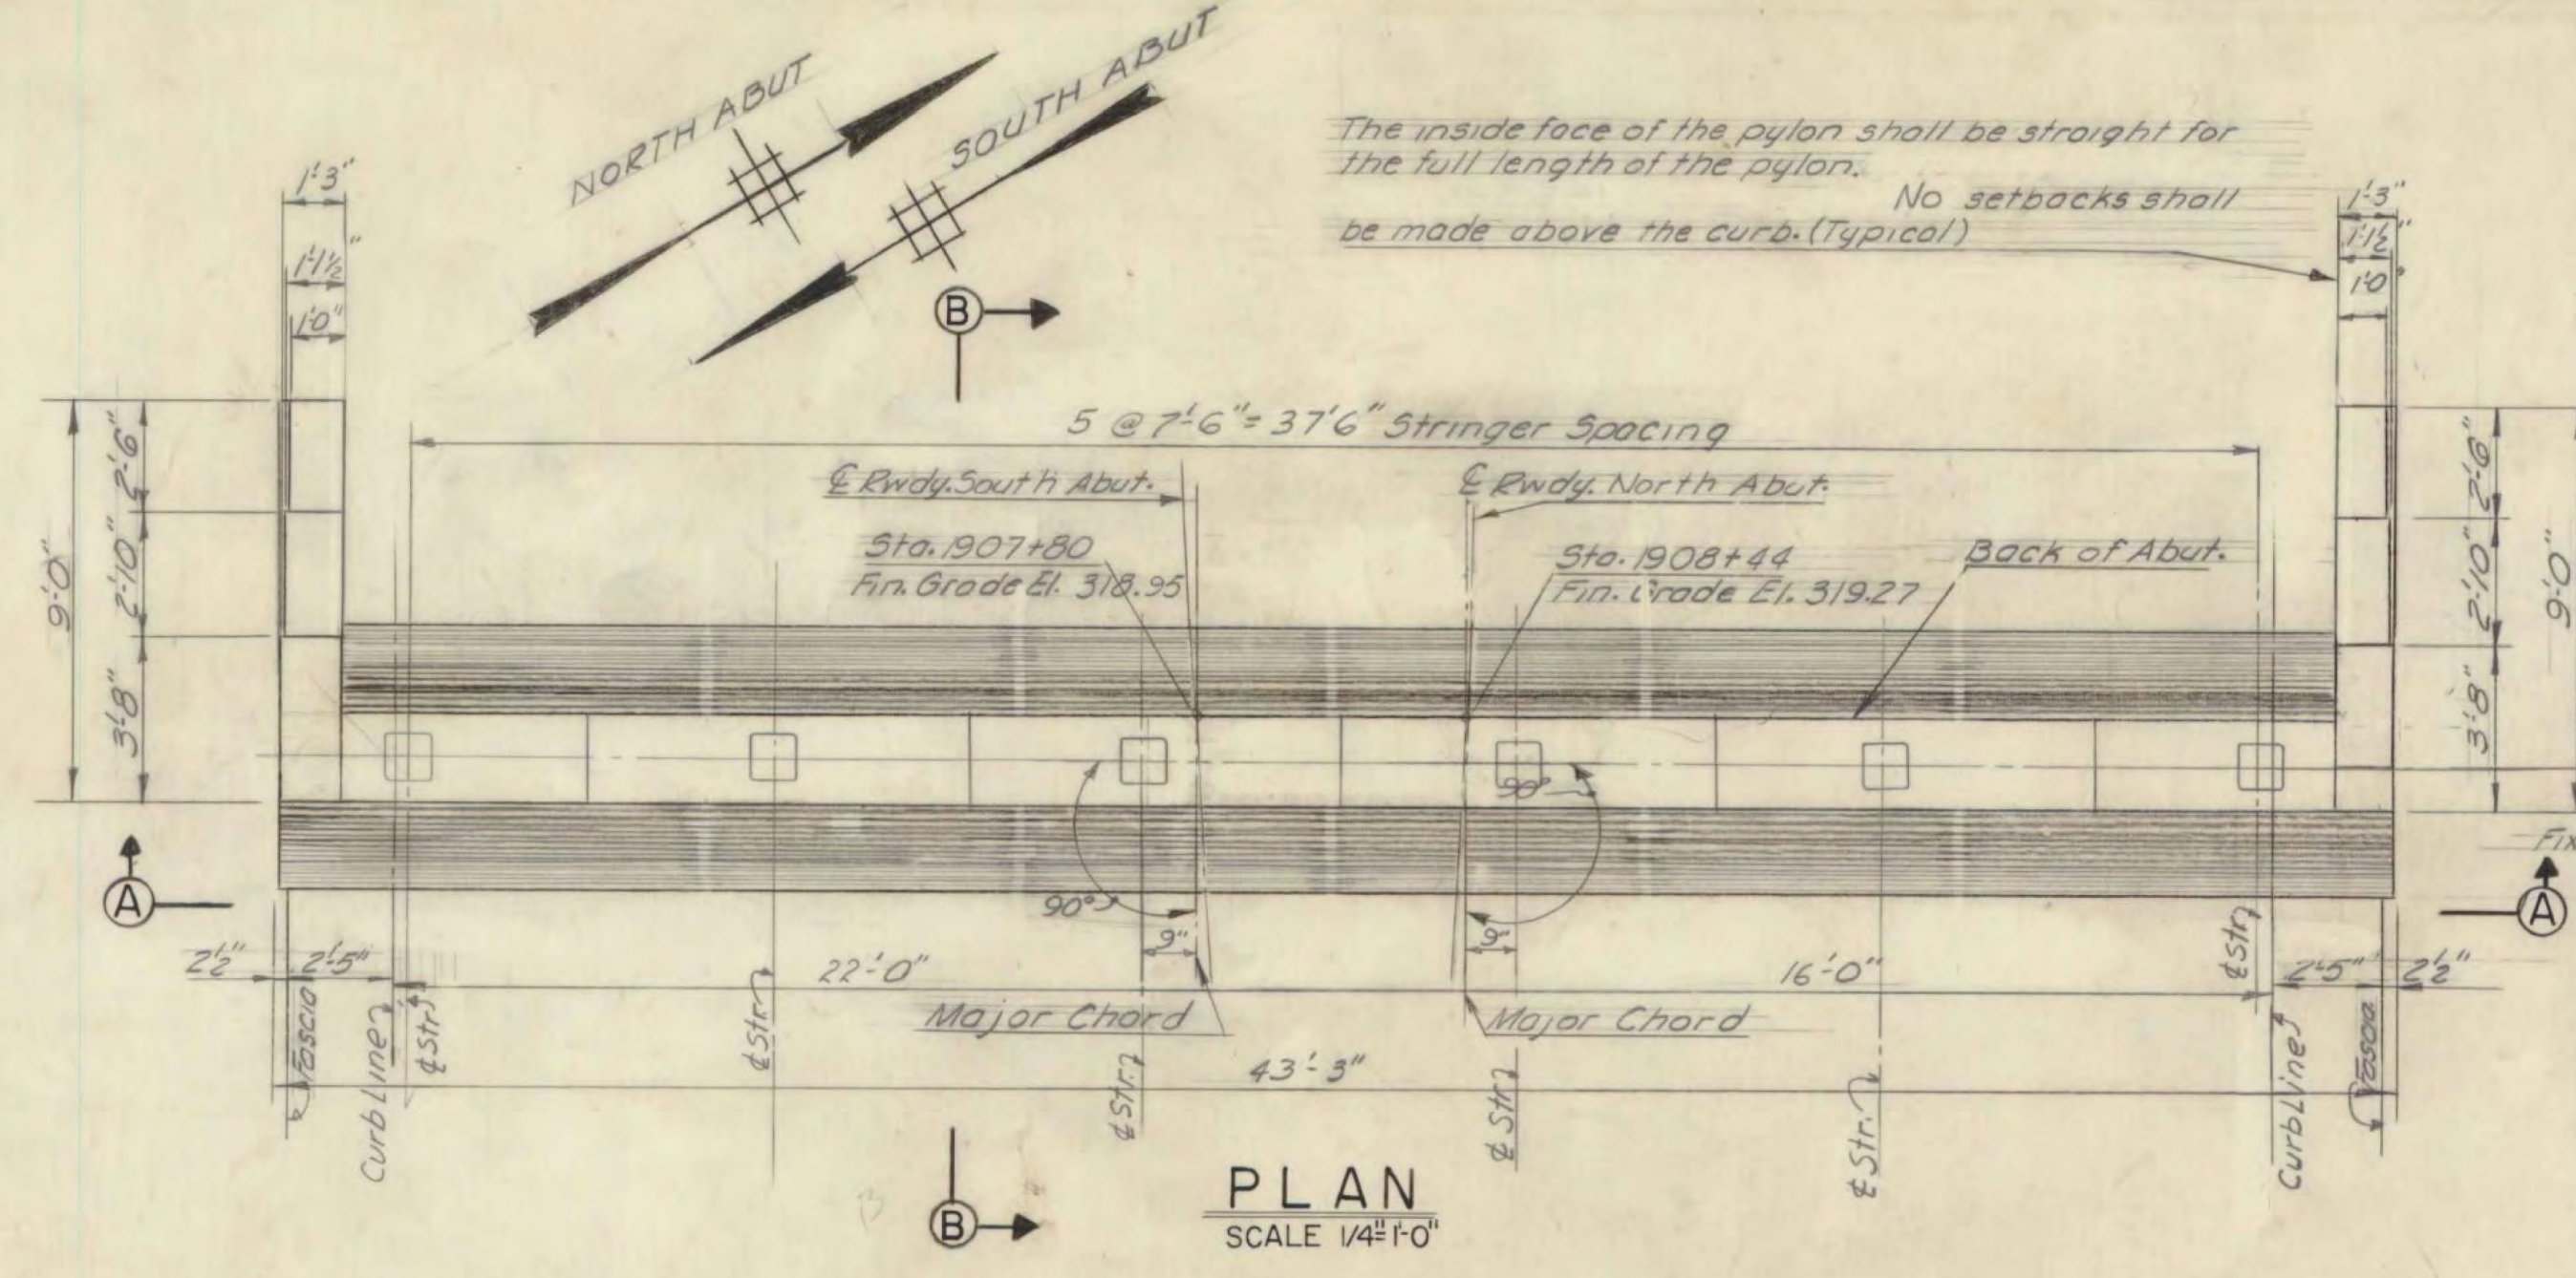 NORTH ABUT
SOUTH ABUT
The inside face of the pylon shall be straight for
the full length of the pylon.
No setbacks shall
be made above the curb. (Typical)
1'-3"
1'-1½"
1'-0"
1'-3"
1'-1½"
1'-0"
B
5 @ 7'-6" = 37'6" Stringer Spacing
℄ Rwdy. South Abut.
℄ Rwdy. North Abut.
Sta. 1907+80
Fin. Grade El. 318.95
Sta. 1908+44
Fin. Grade El. 319.27
Back of Abut.
9'-0"
2'-6"
2'-10"
3'-8"
2'-6"
2'-10"
3'-8"
9'-0"
90°
90°
Fix
A
A
9"
9"
2½"
2'-5"
22'-0"
16'-0"
2'-5"
2½"
Major Chord
Major Chord
Fascia
Curb Line
℄ Str.
℄ Str.
℄ Str.
℄ Str.
℄ Str.
℄ Str.
Curb Line
Fascia
43'-3"
B
B
PLAN
SCALE 1/4"=1'-0"